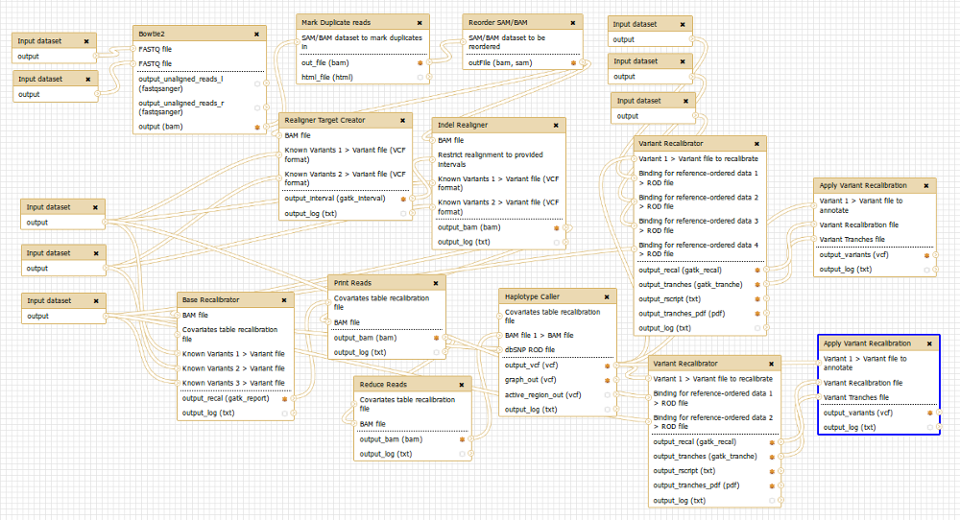 Input dataset ✖
output
Input dataset ✖
output
Bowtie2 ✖
FASTQ file
FASTQ file
output_unaligned_reads_l
(fastqsanger)
output_unaligned_reads_r
(fastqsanger)
output (bam)
Mark Duplicate reads ✖
SAM/BAM dataset to mark duplicates
in
out_file (bam)
html_file (html)
Reorder SAM/BAM ✖
SAM/BAM dataset to be
reordered
outFile (bam, sam)
Input dataset ✖
output
Input dataset ✖
output
Input dataset ✖
output
Realigner Target Creator ✖
BAM file
Known Variants 1 > Variant file (VCF
format)
Known Variants 2 > Variant file (VCF
format)
output_interval (gatk_interval)
output_log (txt)
Indel Realigner ✖
BAM file
Restrict realignment to provided
intervals
Known Variants 1 > Variant file (VCF
format)
Known Variants 2 > Variant file (VCF
format)
output_bam (bam)
output_log (txt)
Variant Recalibrator ✖
Variant 1 > Variant file to recalibrate
Binding for reference-ordered data 1
> ROD file
Binding for reference-ordered data 2
> ROD file
Binding for reference-ordered data 3
> ROD file
Binding for reference-ordered data 4
> ROD file
output_recal (gatk_recal)
output_tranches (gatk_tranche)
output_rscript (txt)
output_tranches_pdf (pdf)
output_log (txt)
Apply Variant Recalibration ✖
Variant 1 > Variant file to
annotate
Variant Recalibration file
Variant Tranches file
output_variants (vcf)
output_log (txt)
Input dataset ✖
output
Input dataset ✖
output
Input dataset ✖
output
Base Recalibrator ✖
BAM file
Covariates table recalibration
file
Known Variants 1 > Variant file
Known Variants 2 > Variant file
Known Variants 3 > Variant file
output_recal (gatk_report)
output_log (txt)
Print Reads ✖
Covariates table recalibration
file
BAM file
output_bam (bam)
output_log (txt)
Reduce Reads ✖
Covariates table recalibration
file
BAM file
output_bam (bam)
output_log (txt)
Haplotype Caller ✖
Covariates table recalibration
file
BAM file 1 > BAM file
dbSNP ROD file
output_vcf (vcf)
graph_out (vcf)
active_region_out (vcf)
output_log (txt)
Variant Recalibrator ✖
Variant 1 > Variant file to recalibrate
Binding for reference-ordered data 1
> ROD file
Binding for reference-ordered data 2
> ROD file
output_recal (gatk_recal)
output_tranches (gatk_tranche)
output_rscript (txt)
output_tranches_pdf (pdf)
output_log (txt)
Apply Variant Recalibration ✖
Variant 1 > Variant file to
annotate
Variant Recalibration file
Variant Tranches file
output_variants (vcf)
output_log (txt)